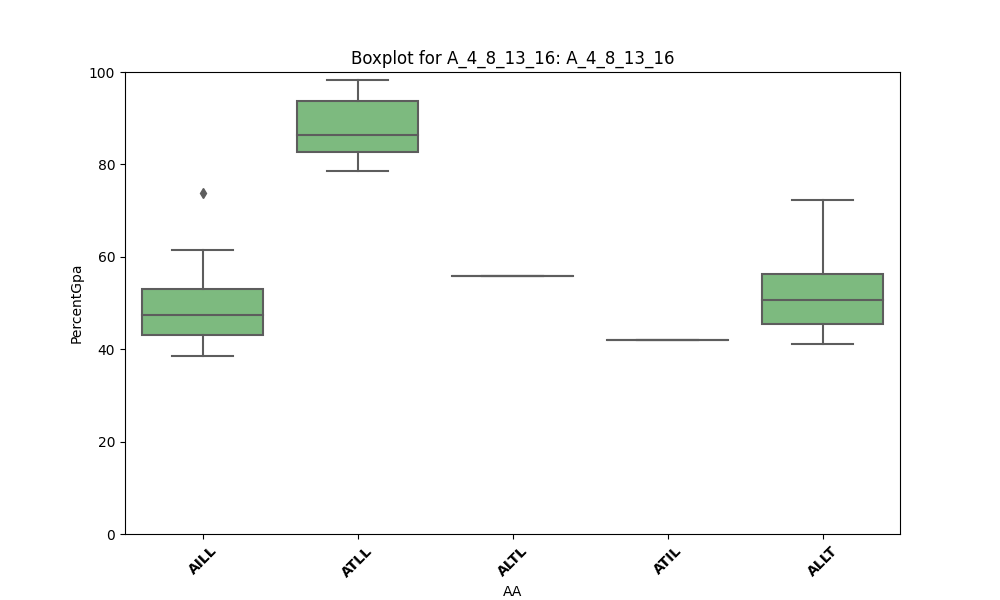 Boxplot for A_4_8_13_16: A_4_8_13_16
100
80
60
40
20
0
PercentGpa
AILL
ATLL
ALTL
ATIL
ALLT
AA